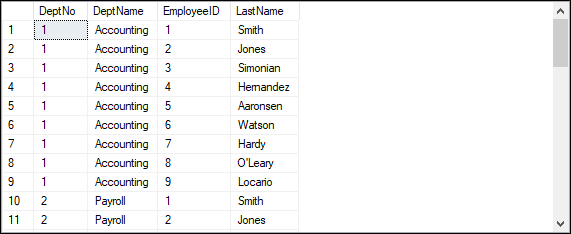 DeptNo DeptName EmployeeID LastName
1 1 Accounting 1 Smith
2 1 Accounting 2 Jones
3 1 Accounting 3 Simonian
4 1 Accounting 4 Hernandez
5 1 Accounting 5 Aaronsen
6 1 Accounting 6 Watson
7 1 Accounting 7 Hardy
8 1 Accounting 8 O'Leary
9 1 Accounting 9 Locario
10 2 Payroll 1 Smith
11 2 Payroll 2 Jones